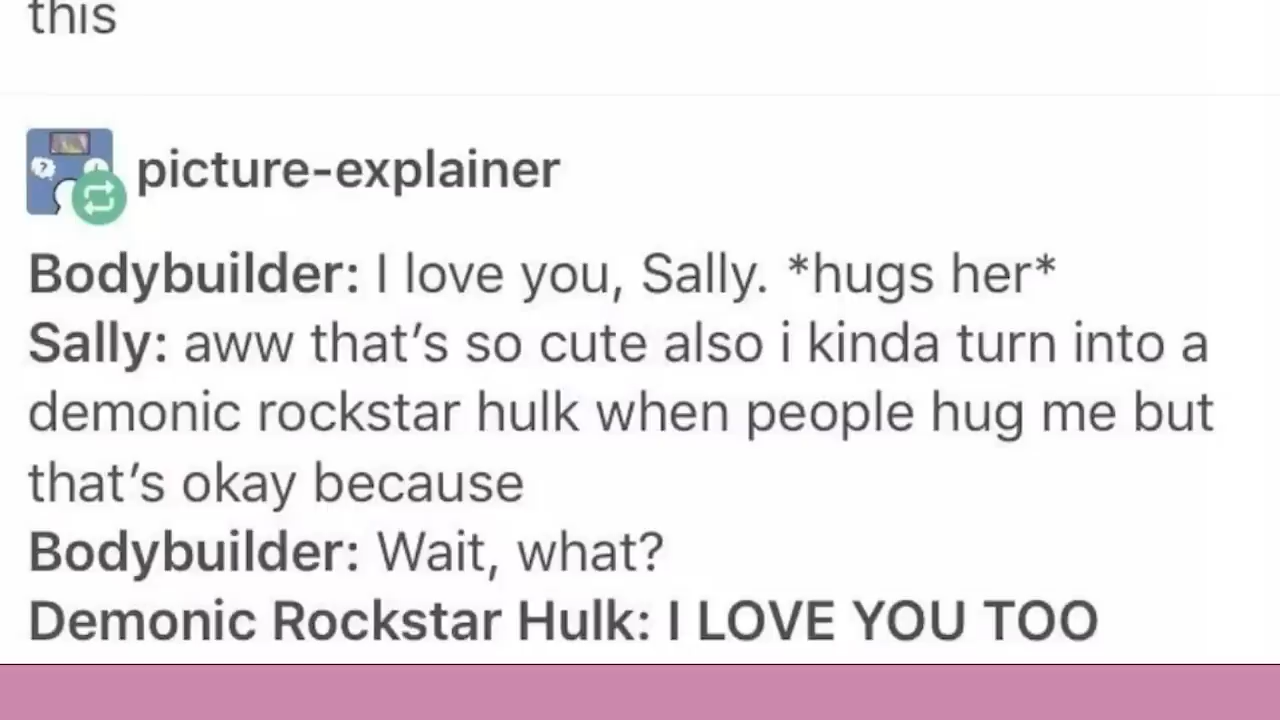 this
picture-explainer
Bodybuilder: I love you, Sally. *hugs her*
Sally: aww that’s so cute also i kinda turn into a
demonic rockstar hulk when people hug me but
that’s okay because
Bodybuilder: Wait, what?
Demonic Rockstar Hulk: I LOVE YOU TOO